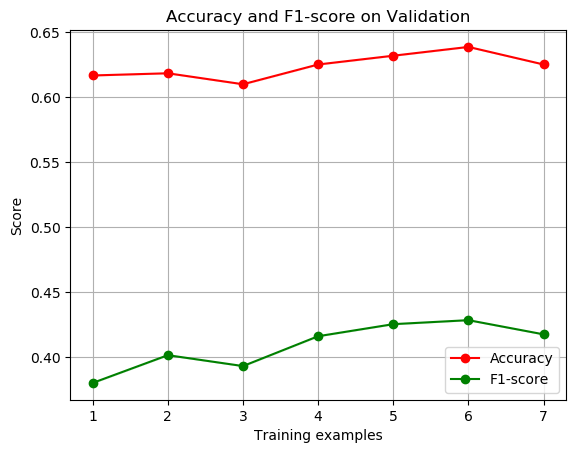 Accuracy and F1-score on Validation
0.65
0.60
0.55
0.50
0.45
0.40
Score
1 2 3 4 5 6 7
Training examples
Accuracy
F1-score